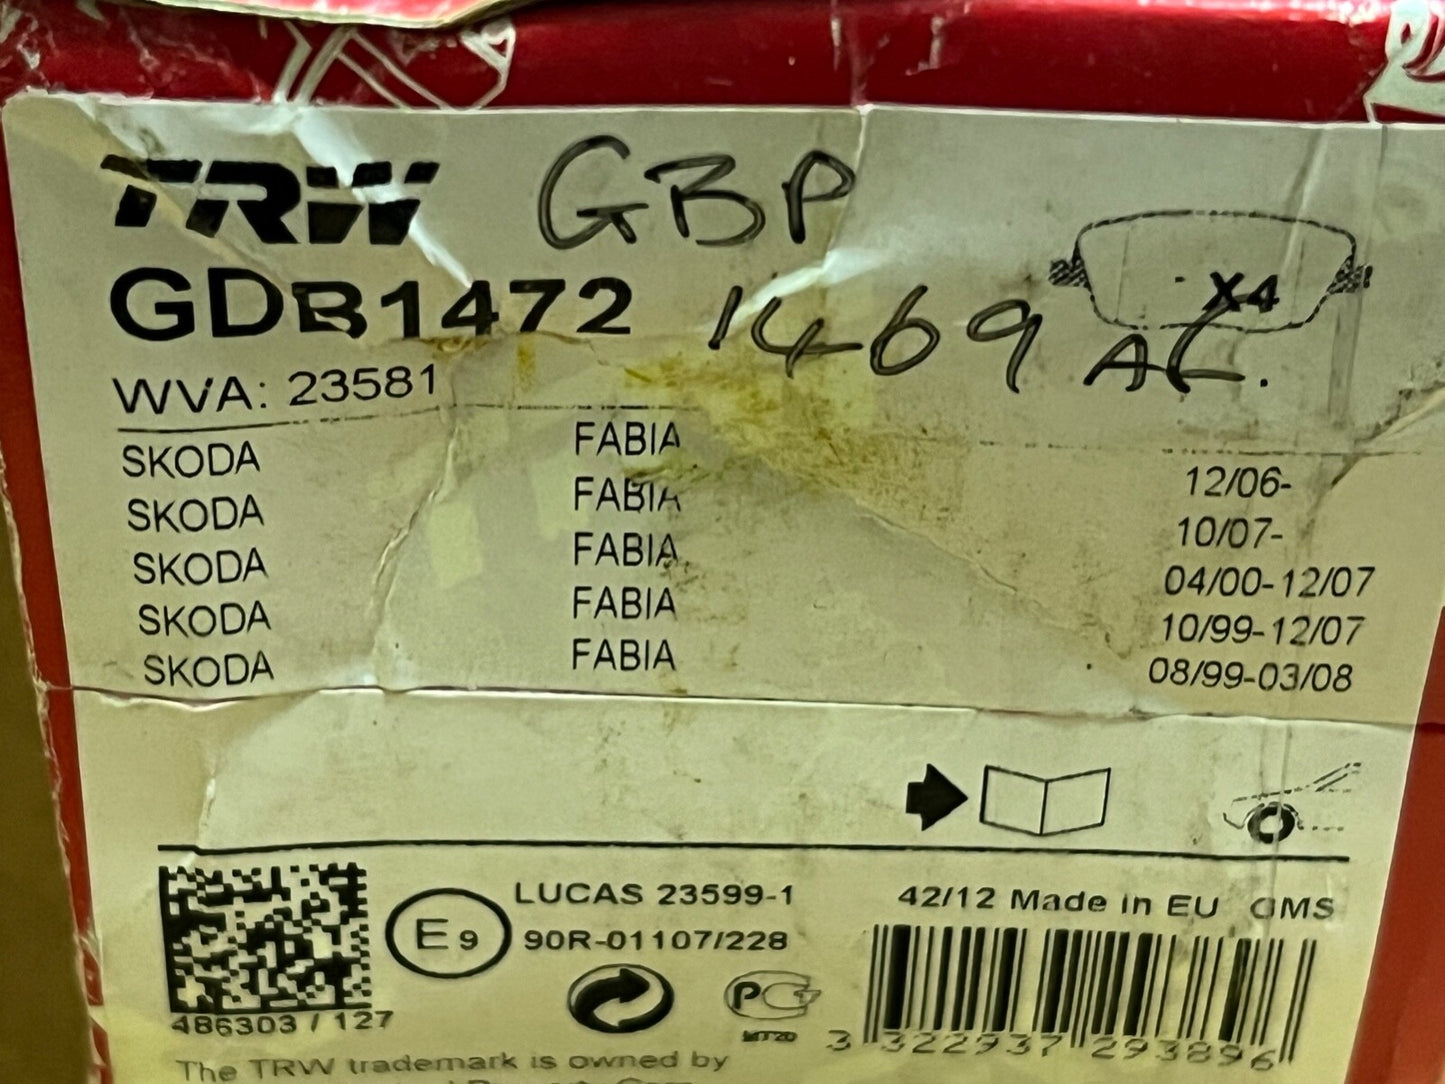 TRW GBP
GDB1472 1469 AC.
X4
WVA: 23581
SKODA FABIA 12/06-
SKODA FABIA 10/07-
SKODA FABIA 04/00-12/07
SKODA FABIA 10/99-12/07
SKODA FABIA 08/99-03/08
LUCAS 23599-1 42/12 Made in EU GMS
E9 90R-01107/228
486303 / 127
3 322937 293896
The TRW trademark is owned by